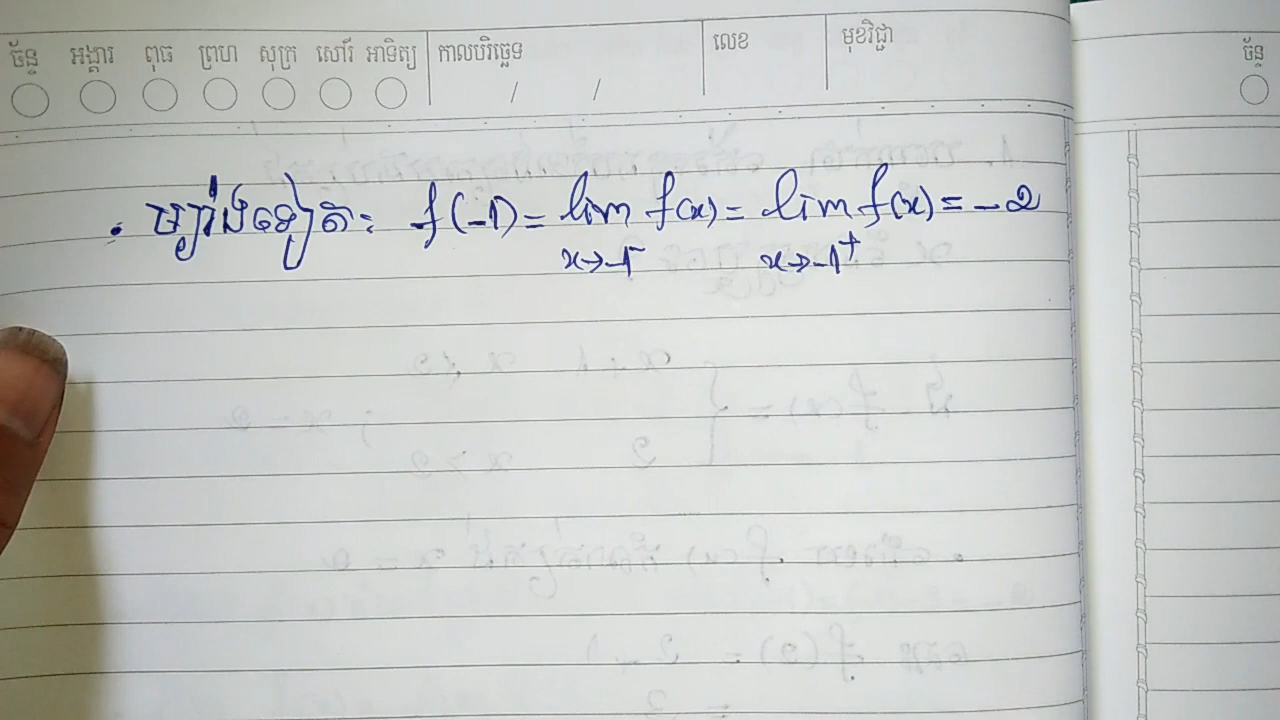 ច័ន្ទ អង្គារ ពុធ ព្រហ សុក្រ សៅរ៍ អាទិត្យ កាលបរិច្ឆេទ / / លេខ មុខវិជ្ជា ច័ន្ទ
. ម្យ៉ាងទៀត: f(-1) = lim f(x) = lim f(x) = -2
x→-1⁻ x→-1⁺